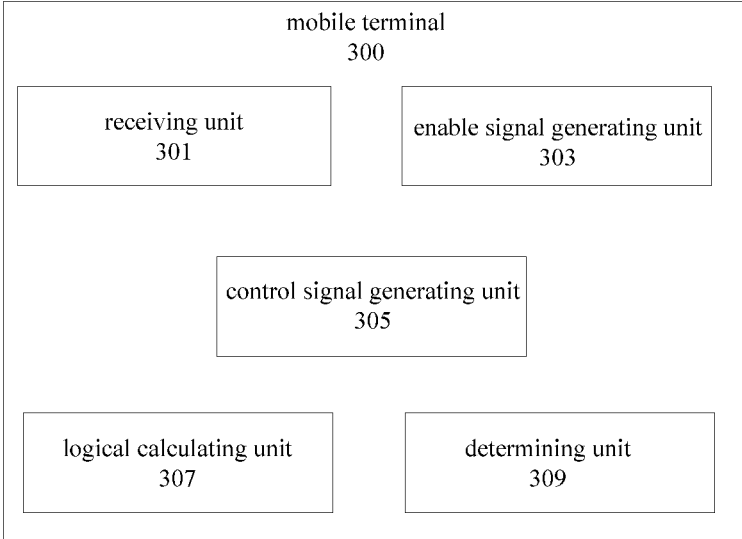 mobile terminal
300
receiving unit
301
enable signal generating unit
303
control signal generating unit
305
logical calculating unit
307
determining unit
309